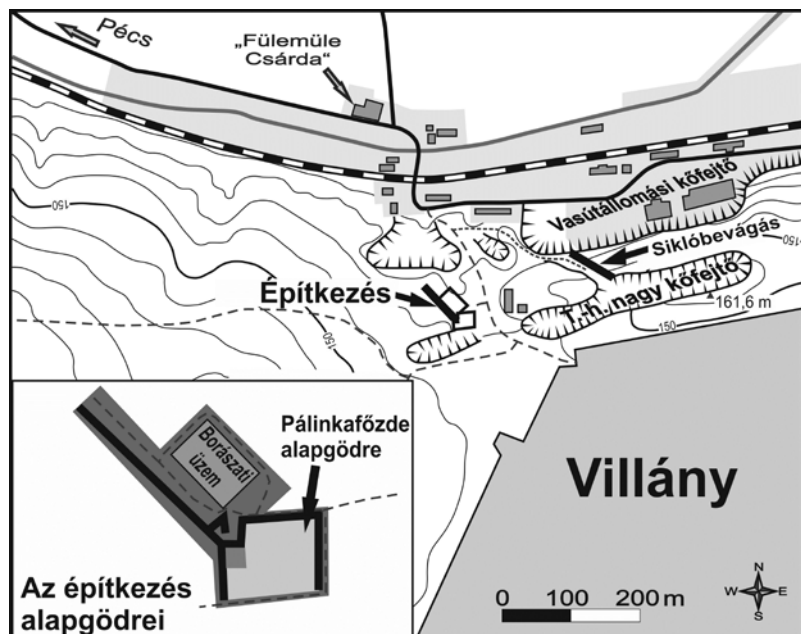 Pécs
„Fülemüle
Csárda"
Vasútállomási kőfejtő
Siklóbevágás
150
150
150
Építkezés
T.-h. nagy kőfejtő
161,6 m
150
Pálinkafőzde
alapgödre
Borászati
üzem
Villány
Az építkezés
alapgödrei
0 100 200 m
N
W E
S